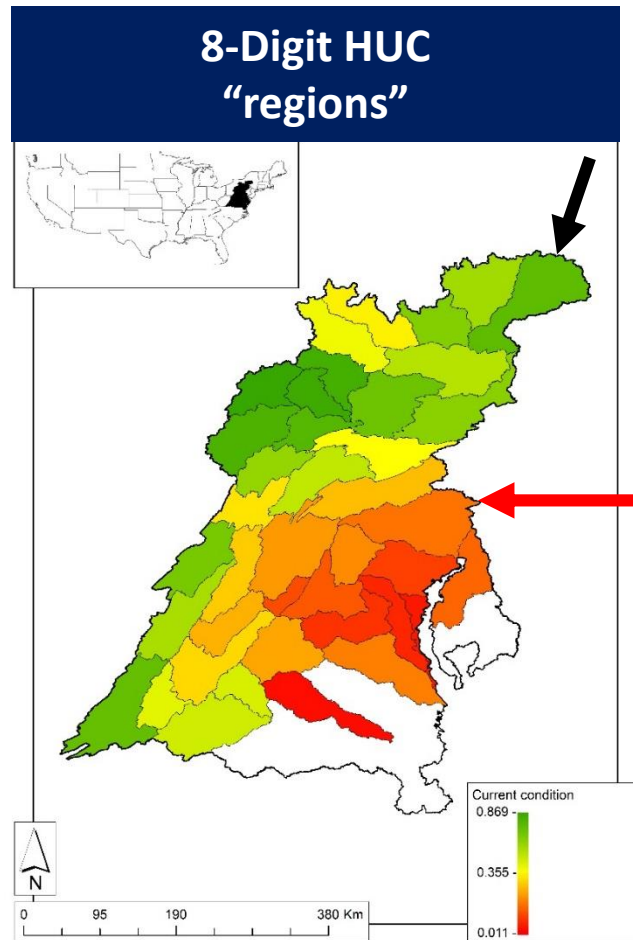 8-Digit HUC
“regions”
Current condition
0.869
0.355
0.011
N
0 95 190 380 Km